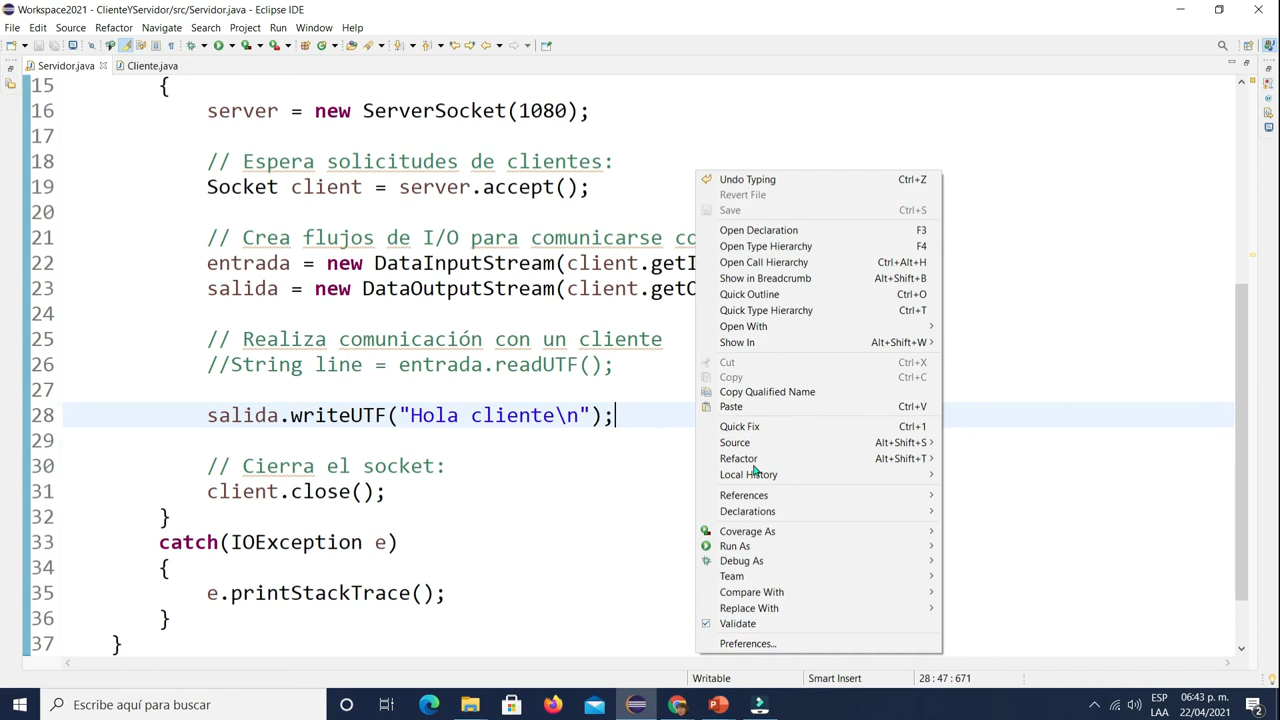 Workspace2021 - ClienteYServidor/src/Servidor.java - Eclipse IDE
File Edit Source Refactor Navigate Search Project Run Window Help
Servidor.java Cliente.java
15 {
16 server = new ServerSocket(1080);
17
18 // Espera solicitudes de clientes:
19 Socket client = server.accept();
20
21 // Crea flujos de I/O para comunicarse co
22 entrada = new DataInputStream(client.getI
23 salida = new DataOutputStream(client.getO
24
25 // Realiza comunicación con un cliente
26 //String line = entrada.readUTF();
27
28 salida.writeUTF("Hola cliente\n");
29
30 // Cierra el socket:
31 client.close();
32 }
33 catch(IOException e)
34 {
35 e.printStackTrace();
36 }
37 }
Undo Typing Ctrl+Z
Revert File
Save Ctrl+S
Open Declaration F3
Open Type Hierarchy F4
Open Call Hierarchy Ctrl+Alt+H
Show in Breadcrumb Alt+Shift+B
Quick Outline Ctrl+O
Quick Type Hierarchy Ctrl+T
Open With
Show In Alt+Shift+W
Cut Ctrl+X
Copy Ctrl+C
Copy Qualified Name
Paste Ctrl+V
Quick Fix Ctrl+1
Source Alt+Shift+S
Refactor Alt+Shift+T
Local History
References
Declarations
Coverage As
Run As
Debug As
Team
Compare With
Replace With
Validate
Preferences...
Writable Smart Insert 28 : 47 : 671
Escribe aquí para buscar
ESP 06:43 p. m.
LAA 22/04/2021
2